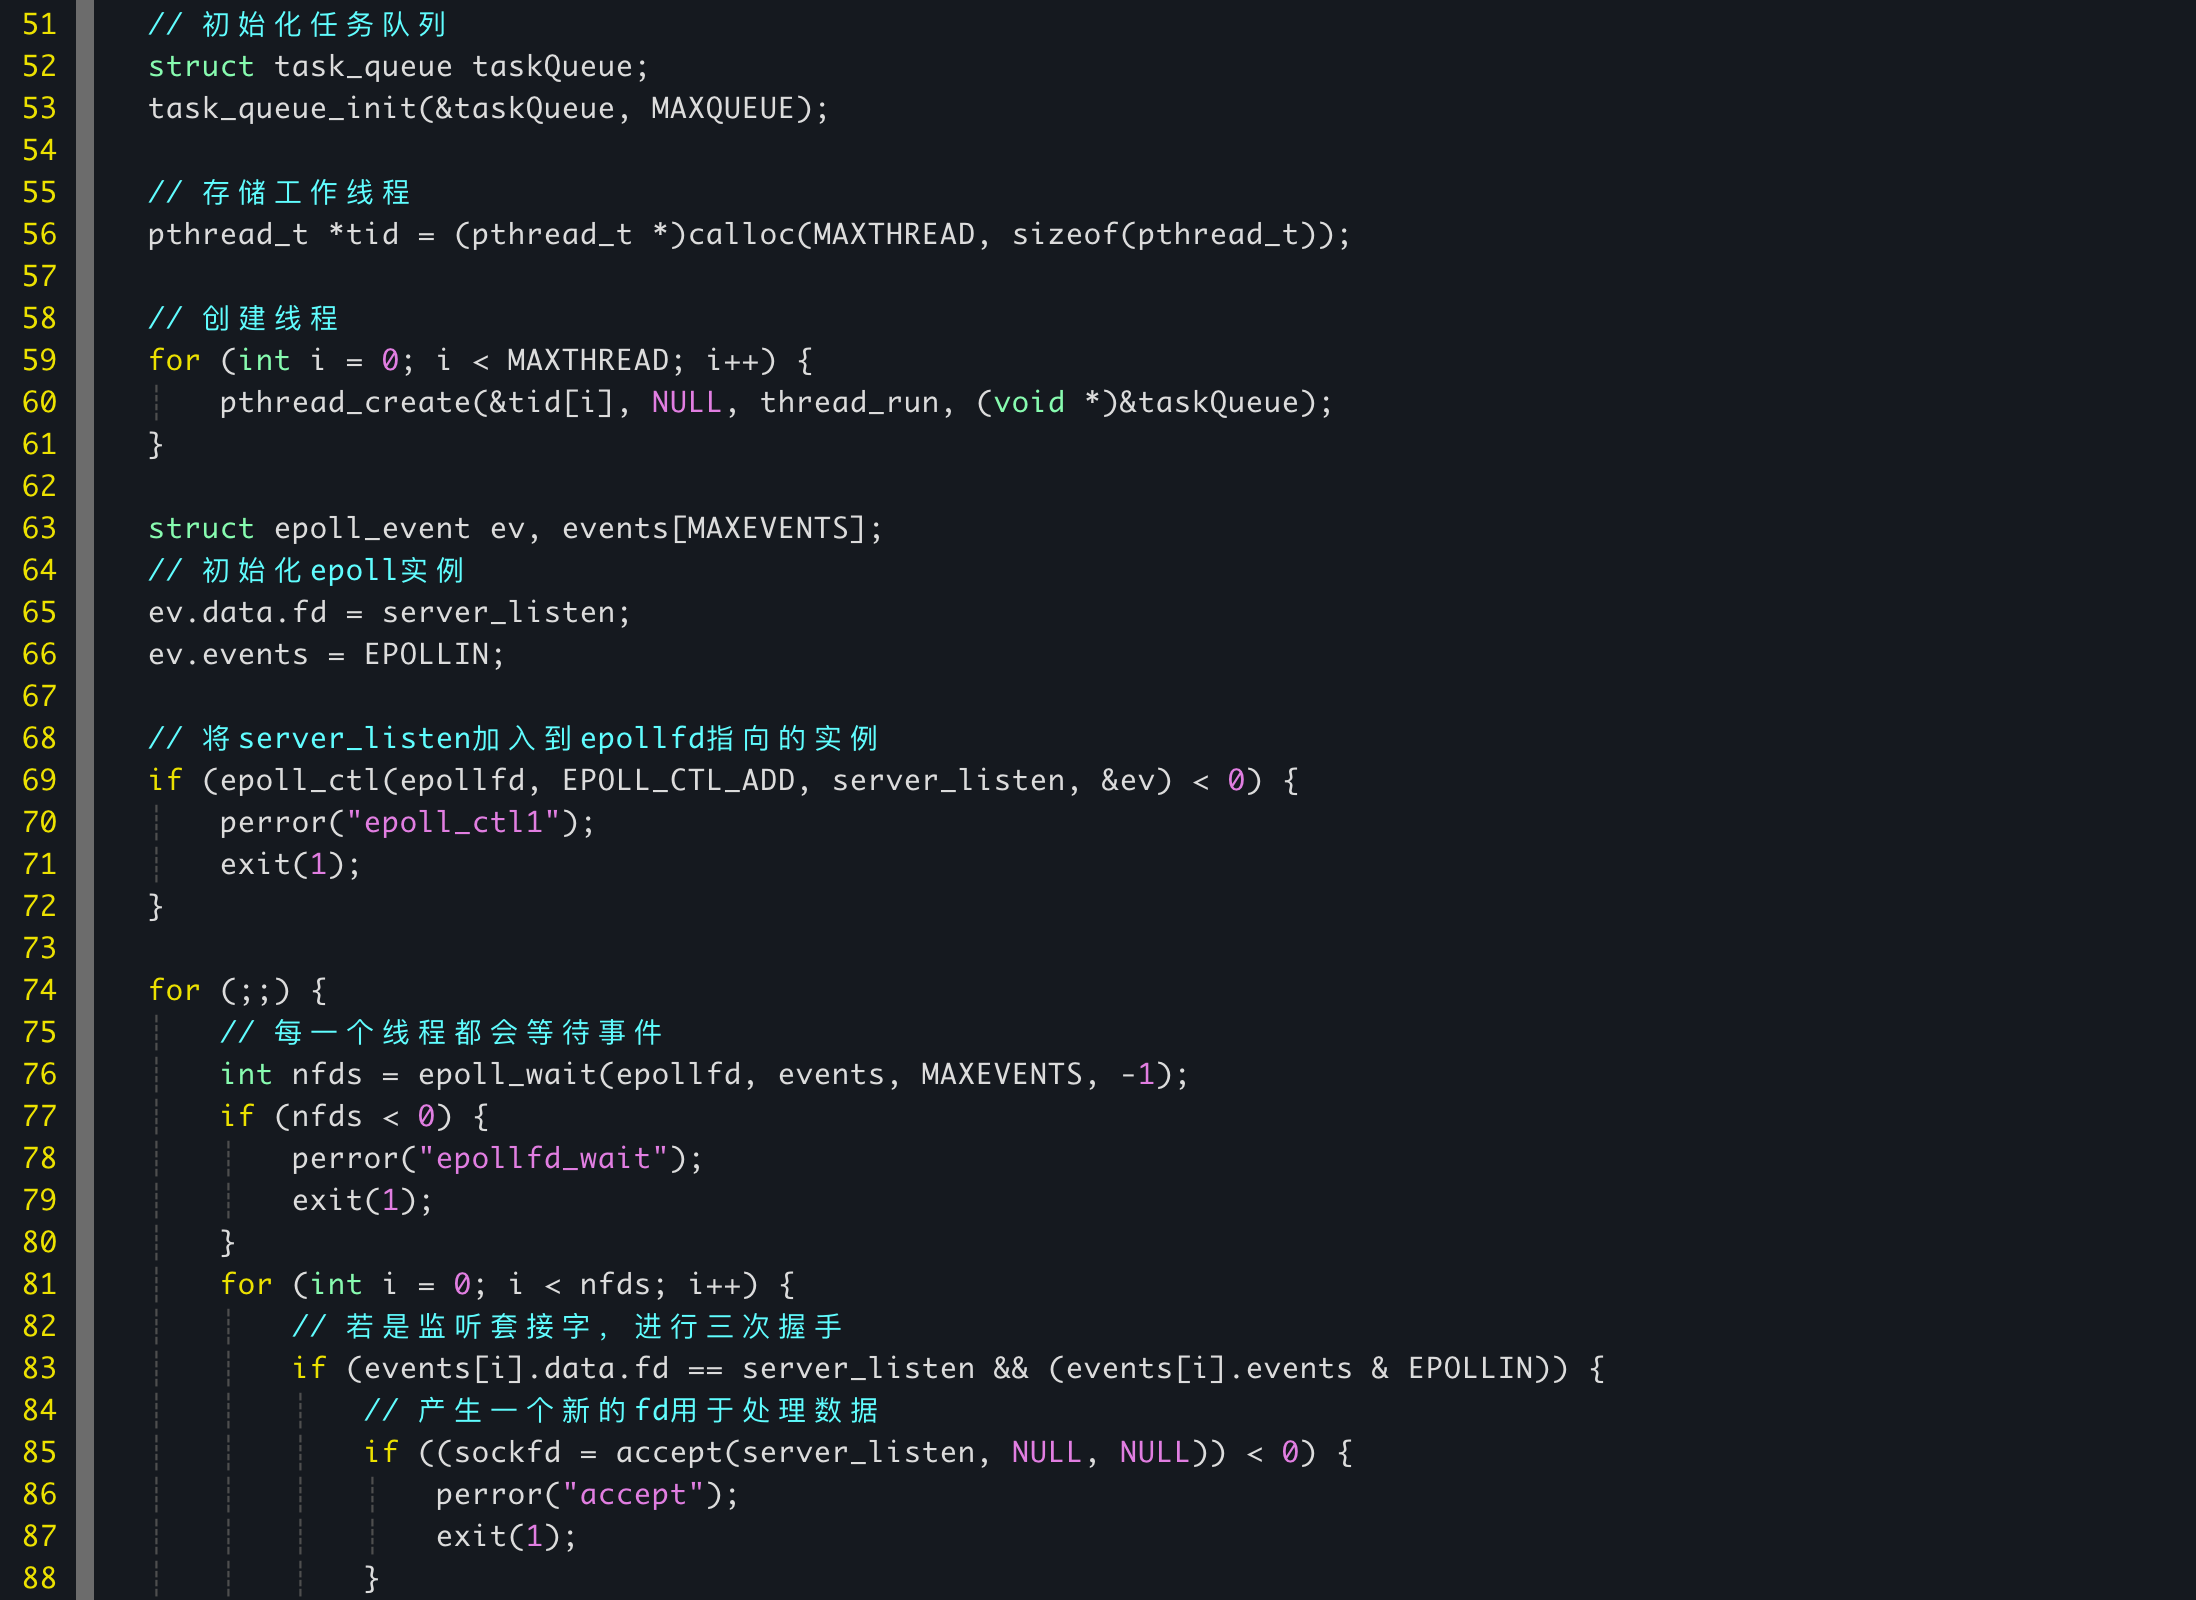 51 // 初始化任务队列
52 struct task_queue taskQueue;
53 task_queue_init(&taskQueue, MAXQUEUE);
54
55 // 存储工作线程
56 pthread_t *tid = (pthread_t *)calloc(MAXTHREAD, sizeof(pthread_t));
57
58 // 创建线程
59 for (int i = 0; i < MAXTHREAD; i++) {
60     pthread_create(&tid[i], NULL, thread_run, (void *)&taskQueue);
61 }
62
63 struct epoll_event ev, events[MAXEVENTS];
64 // 初始化epoll实例
65 ev.data.fd = server_listen;
66 ev.events = EPOLLIN;
67
68 // 将server_listen加入到epollfd指向的实例
69 if (epoll_ctl(epollfd, EPOLL_CTL_ADD, server_listen, &ev) < 0) {
70     perror("epoll_ctl1");
71     exit(1);
72 }
73
74 for (;;) {
75     // 每一个线程都会等待事件
76     int nfds = epoll_wait(epollfd, events, MAXEVENTS, -1);
77     if (nfds < 0) {
78         perror("epollfd_wait");
79         exit(1);
80     }
81     for (int i = 0; i < nfds; i++) {
82         // 若是监听套接字, 进行三次握手
83         if (events[i].data.fd == server_listen && (events[i].events & EPOLLIN)) {
84             // 产生一个新的fd用于处理数据
85             if ((sockfd = accept(server_listen, NULL, NULL)) < 0) {
86                 perror("accept");
87                 exit(1);
88             }